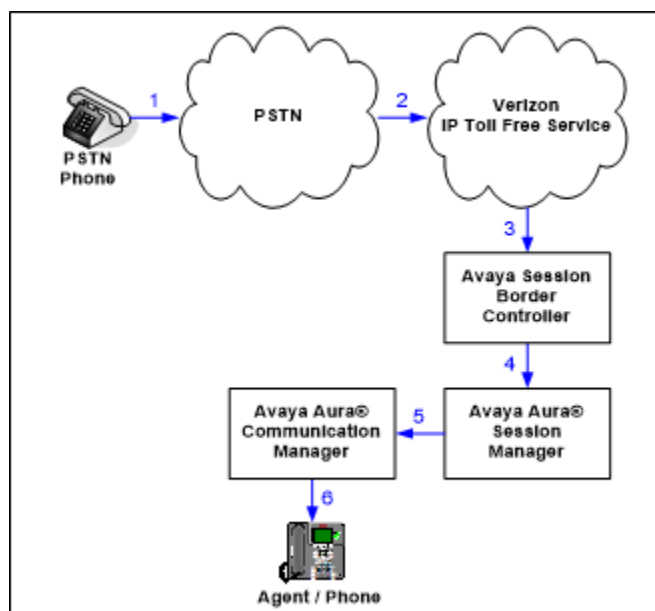 1
2
PSTN
Verizon
IP Toll Free Service
PSTN
Phone
3
Avaya Session
Border
Controller
4
Avaya Aura®
Communication
Manager
5
Avaya Aura®
Session
Manager
6
Agent / Phone